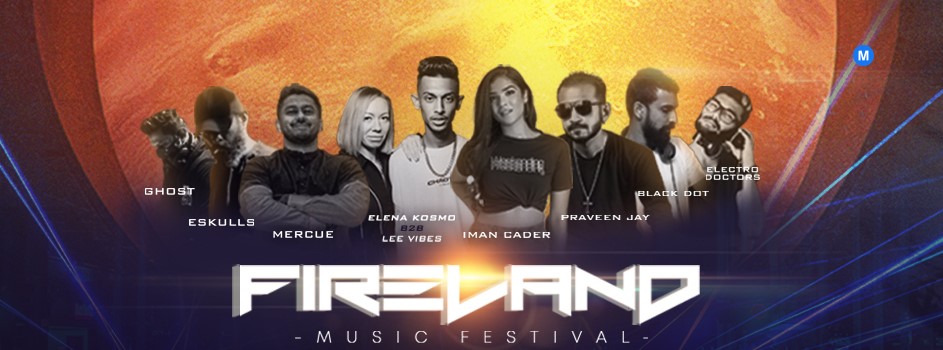 M
GHOST
ESKULLS
MERCUE
ELENA KOSMO
B2B
LEE VIBES
IMAN CADER
PRAVEEN JAY
BLACK DOT
ELECTRO
DOCTORS
FIRELAND
- MUSIC FESTIVAL -